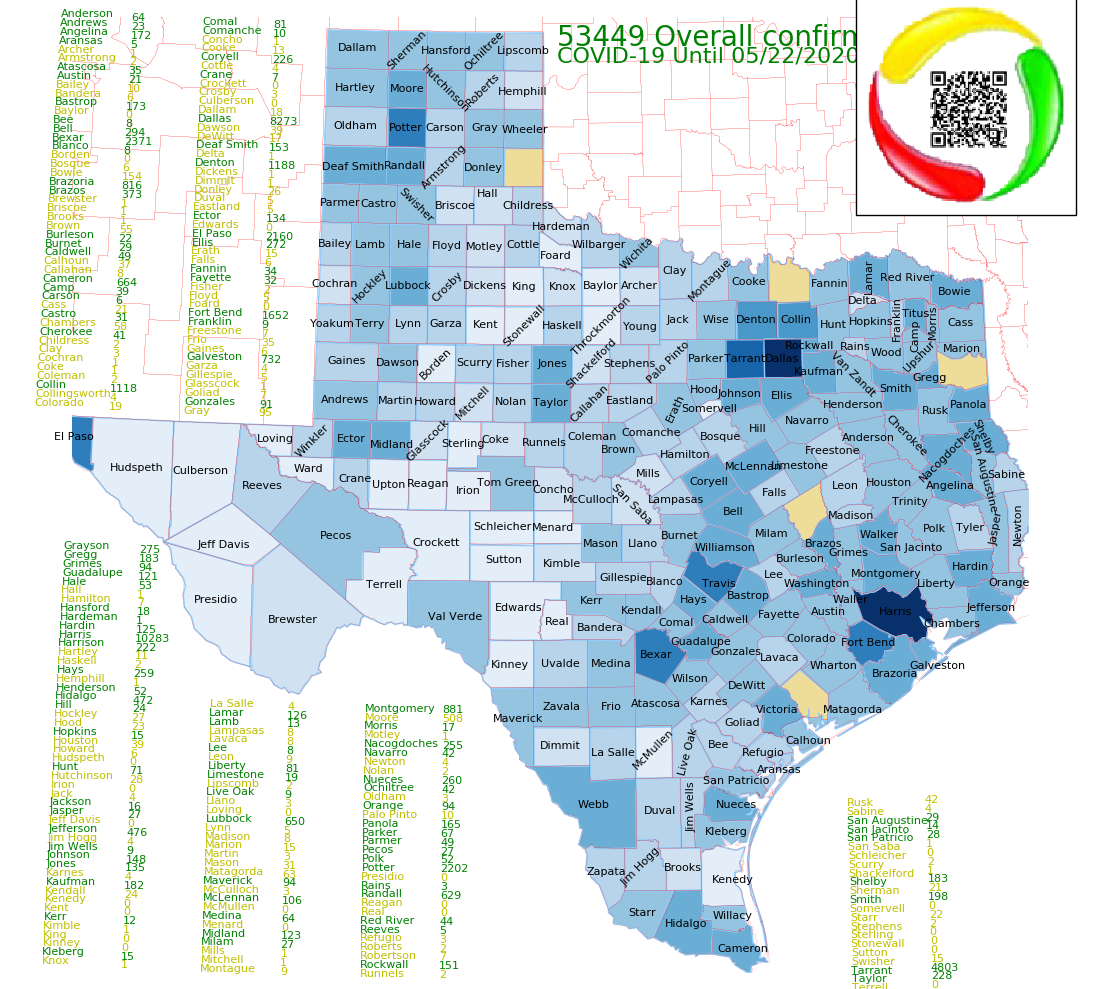 53449 Overall confirm
COVID-19 Until 05/22/2020
Anderson 64
Andrews 23
Angelina 172
Aransas 5
Archer
Armstrong
Atascosa 35
Austin 21
Bailey 10
Bandera 6
Bastrop 173
Baylor 0
Bee 8
Bell 294
Bexar 2371
Blanco 8
Borden 0
Bosque 6
Bowie 154
Brazoria 816
Brazos 373
Brewster 1
Briscoe 1
Brooks
Brown 55
Burleson 22
Burnet 29
Caldwell 49
Calhoun 37
Callahan 8
Cameron 664
Camp 39
Carson 6
Cass 21
Castro 31
Chambers 58
Cherokee 41
Childress 2
Clay 3
Cochran 1
Coke 1
Coleman 2
Collin 1118
Collingsworth 4
Colorado 19
Comal 81
Comanche 10
Concho 1
Cooke 13
Coryell 226
Cottle 4
Crane 7
Crockett 0
Crosby 3
Culberson 0
Dallam 18
Dallas 8273
Dawson 39
DeWitt 17
Deaf Smith 153
Delta 1
Denton 1188
Dickens 1
Dimmit 1
Donley 26
Duval 5
Eastland 5
Ector 134
Edwards 0
El Paso 2160
Ellis 272
Erath 15
Falls 6
Fannin 34
Fayette 32
Fisher 2
Floyd
Foard 0
Fort Bend 1652
Franklin 9
Freestone 7
Frio 35
Gaines 6
Galveston 732
Garza 4
Gillespie 5
Glasscock 1
Goliad 7
Gonzales 91
Gray 95
Grayson 275
Gregg 183
Grimes 94
Guadalupe 121
Hale 53
Hall 1
Hamilton 7
Hansford 18
Hardeman 1
Hardin 125
Harris 10283
Harrison 222
Hartley 11
Haskell 2
Hays 259
Hemphill 1
Henderson 52
Hidalgo 472
Hill 24
Hockley 27
Hood 23
Hopkins 15
Houston 39
Howard 6
Hudspeth 0
Hunt 71
Hutchinson 28
Irion 0
Jack 4
Jackson 16
Jasper 27
Jeff Davis 0
Jefferson 476
Jim Hogg 4
Jim Wells 9
Johnson 148
Jones 135
Karnes 4
Kaufman 182
Kendall 24
Kenedy 0
Kent 0
Kerr 12
Kimble 1
King 0
Kinney 0
Kleberg 15
Knox 1
La Salle 4
Lamar 126
Lamb 13
Lampasas 8
Lavaca 8
Lee 8
Leon 9
Liberty 81
Limestone 19
Lipscomb 2
Live Oak 9
Llano 3
Loving 0
Lubbock 650
Lynn 5
Madison 8
Marion 15
Martin 3
Mason 31
Matagorda 63
Maverick 94
McCulloch 3
McLennan 106
McMullen 0
Medina 64
Menard 0
Midland 123
Milam 27
Mills 1
Mitchell 1
Montague 9
Montgomery 881
Moore 508
Morris 17
Motley 1
Nacogdoches 255
Navarro 42
Newton 4
Nolan 2
Nueces 260
Ochiltree 42
Oldham 3
Orange 94
Palo Pinto 10
Panola 165
Parker 67
Parmer 49
Pecos 27
Polk 52
Potter 2202
Presidio 0
Rains 3
Randall 629
Reagan 0
Real 0
Red River 44
Reeves 5
Refugio 3
Roberts 2
Robertson 7
Rockwall 151
Runnels 2
Rusk 42
Sabine 4
San Augustine 29
San Jacinto 14
San Patricio 28
San Saba 1
Schleicher 0
Scurry 2
Shackelford 1
Shelby 183
Sherman 21
Smith 198
Somervell 0
Starr 22
Stephens 2
Sterling 0
Stonewall 0
Sutton 0
Swisher 15
Tarrant 4803
Taylor 228
Terrell 0
Dallam Sherman Hansford Ochiltree Lipscomb
Hartley Moore Hutchinson Roberts Hemphill
Oldham Potter Carson Gray Wheeler
Deaf Smith Randall Armstrong Donley
Parmer Castro Swisher Briscoe Hall Childress
Hardeman
Bailey Lamb Hale Floyd Motley Cottle Foard Wilbarger Wichita
Clay Montague Cooke Fannin Lamar Red River Bowie
Cochran Hockley Lubbock Crosby Dickens King Knox Baylor Archer
Yoakum Terry Lynn Garza Kent Stonewall Haskell Throckmorton Young Jack Wise Denton Collin Hunt Delta Hopkins Franklin Titus Camp Morris Cass
Gaines Dawson Borden Scurry Fisher Jones Shackelford Stephens Palo Pinto Parker Tarrant Dallas Rockwall Kaufman Rains Van Zandt Wood Upshur Marion
Andrews Martin Howard Mitchell Nolan Taylor Callahan Eastland Erath Hood Somervell Johnson Ellis Henderson Smith Gregg Rusk Panola
El Paso Hudspeth Culberson Reeves Loving Winkler Ward Ector Midland Glasscock Sterling Coke Runnels Coleman Brown Comanche Hamilton Bosque Hill Navarro Freestone Anderson Cherokee Nacogdoches Shelby San Augustine Sabine
Crane Upton Reagan Irion Tom Green Concho McCulloch San Saba Mills Lampasas Coryell McLennan Limestone Falls Leon Houston Angelina Trinity
Jeff Davis Pecos Crockett Schleicher Menard Mason Llano Burnet Bell Milam Madison Brazos Grimes Walker San Jacinto Polk Tyler Jasper Newton
Presidio Brewster Terrell Sutton Kimble Gillespie Blanco Williamson Travis Lee Burleson Washington Montgomery Liberty Hardin Orange
Val Verde Edwards Real Kerr Kendall Bandera Comal Hays Caldwell Bastrop Fayette Austin Waller Harris Chambers Jefferson
Kinney Uvalde Medina Bexar Guadalupe Gonzales Lavaca Colorado Wharton Fort Bend Brazoria Galveston
Maverick Zavala Frio Atascosa Wilson Karnes DeWitt Victoria Matagorda
Dimmit La Salle McMullen Live Oak Bee Goliad Refugio Calhoun Aransas
Webb Duval Jim Wells San Patricio Nueces Kleberg
Zapata Jim Hogg Brooks Kenedy
Starr Hidalgo Willacy Cameron